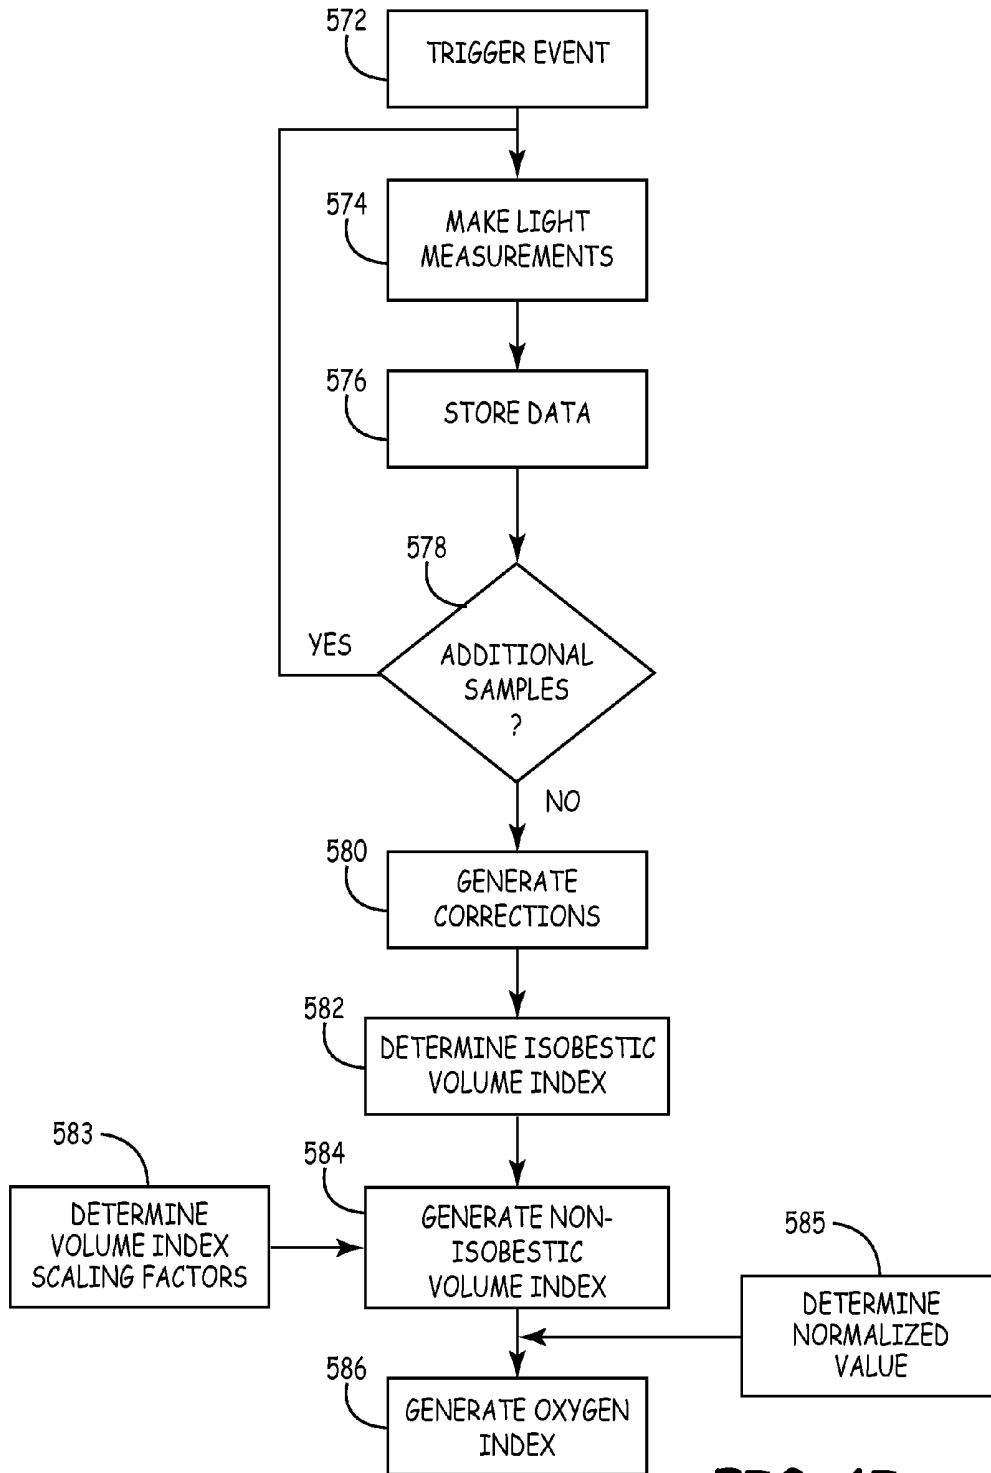 572
TRIGGER EVENT
574
MAKE LIGHT
MEASUREMENTS
576
STORE DATA
578
YES
ADDITIONAL
SAMPLES
?
NO
580
GENERATE
CORRECTIONS
582
DETERMINE ISOBESTIC
VOLUME INDEX
583
DETERMINE
VOLUME INDEX
SCALING FACTORS
584
GENERATE NON-
ISOBESTIC
VOLUME INDEX
585
DETERMINE
NORMALIZED
VALUE
586
GENERATE OXYGEN
INDEX